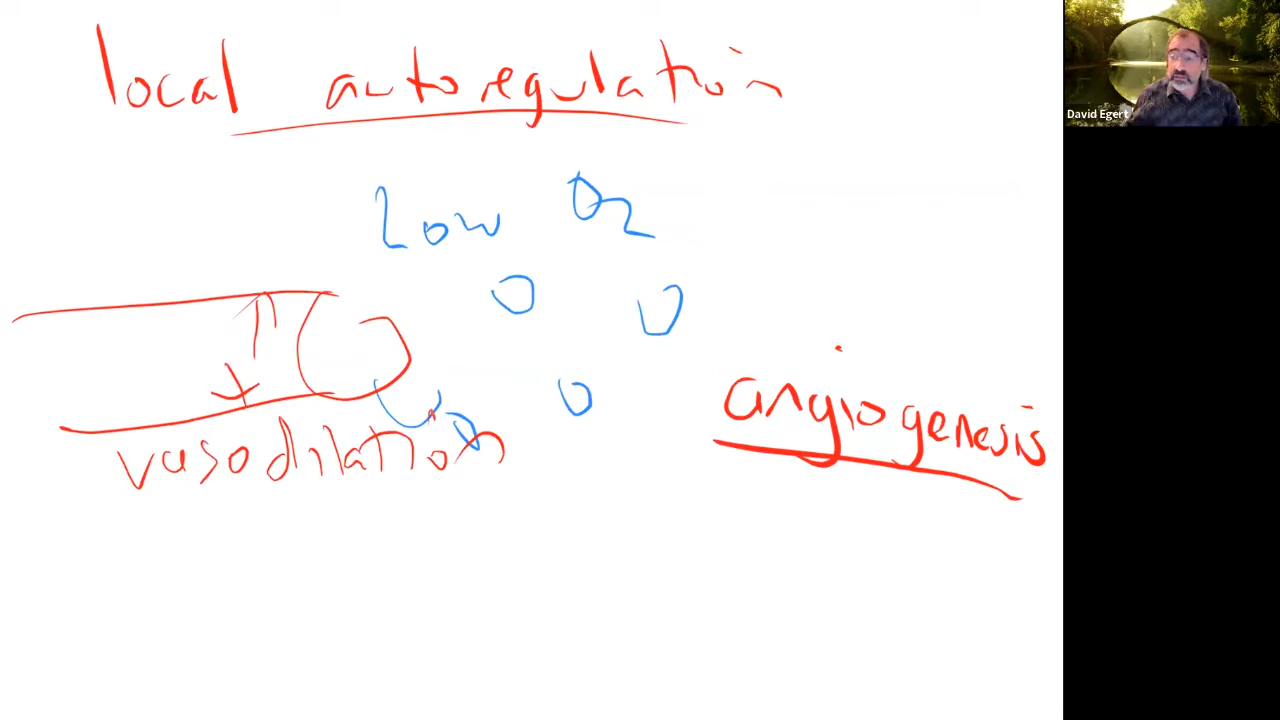 local autoregulation
David Egert
Low O2
angiogenesis
vasodilation